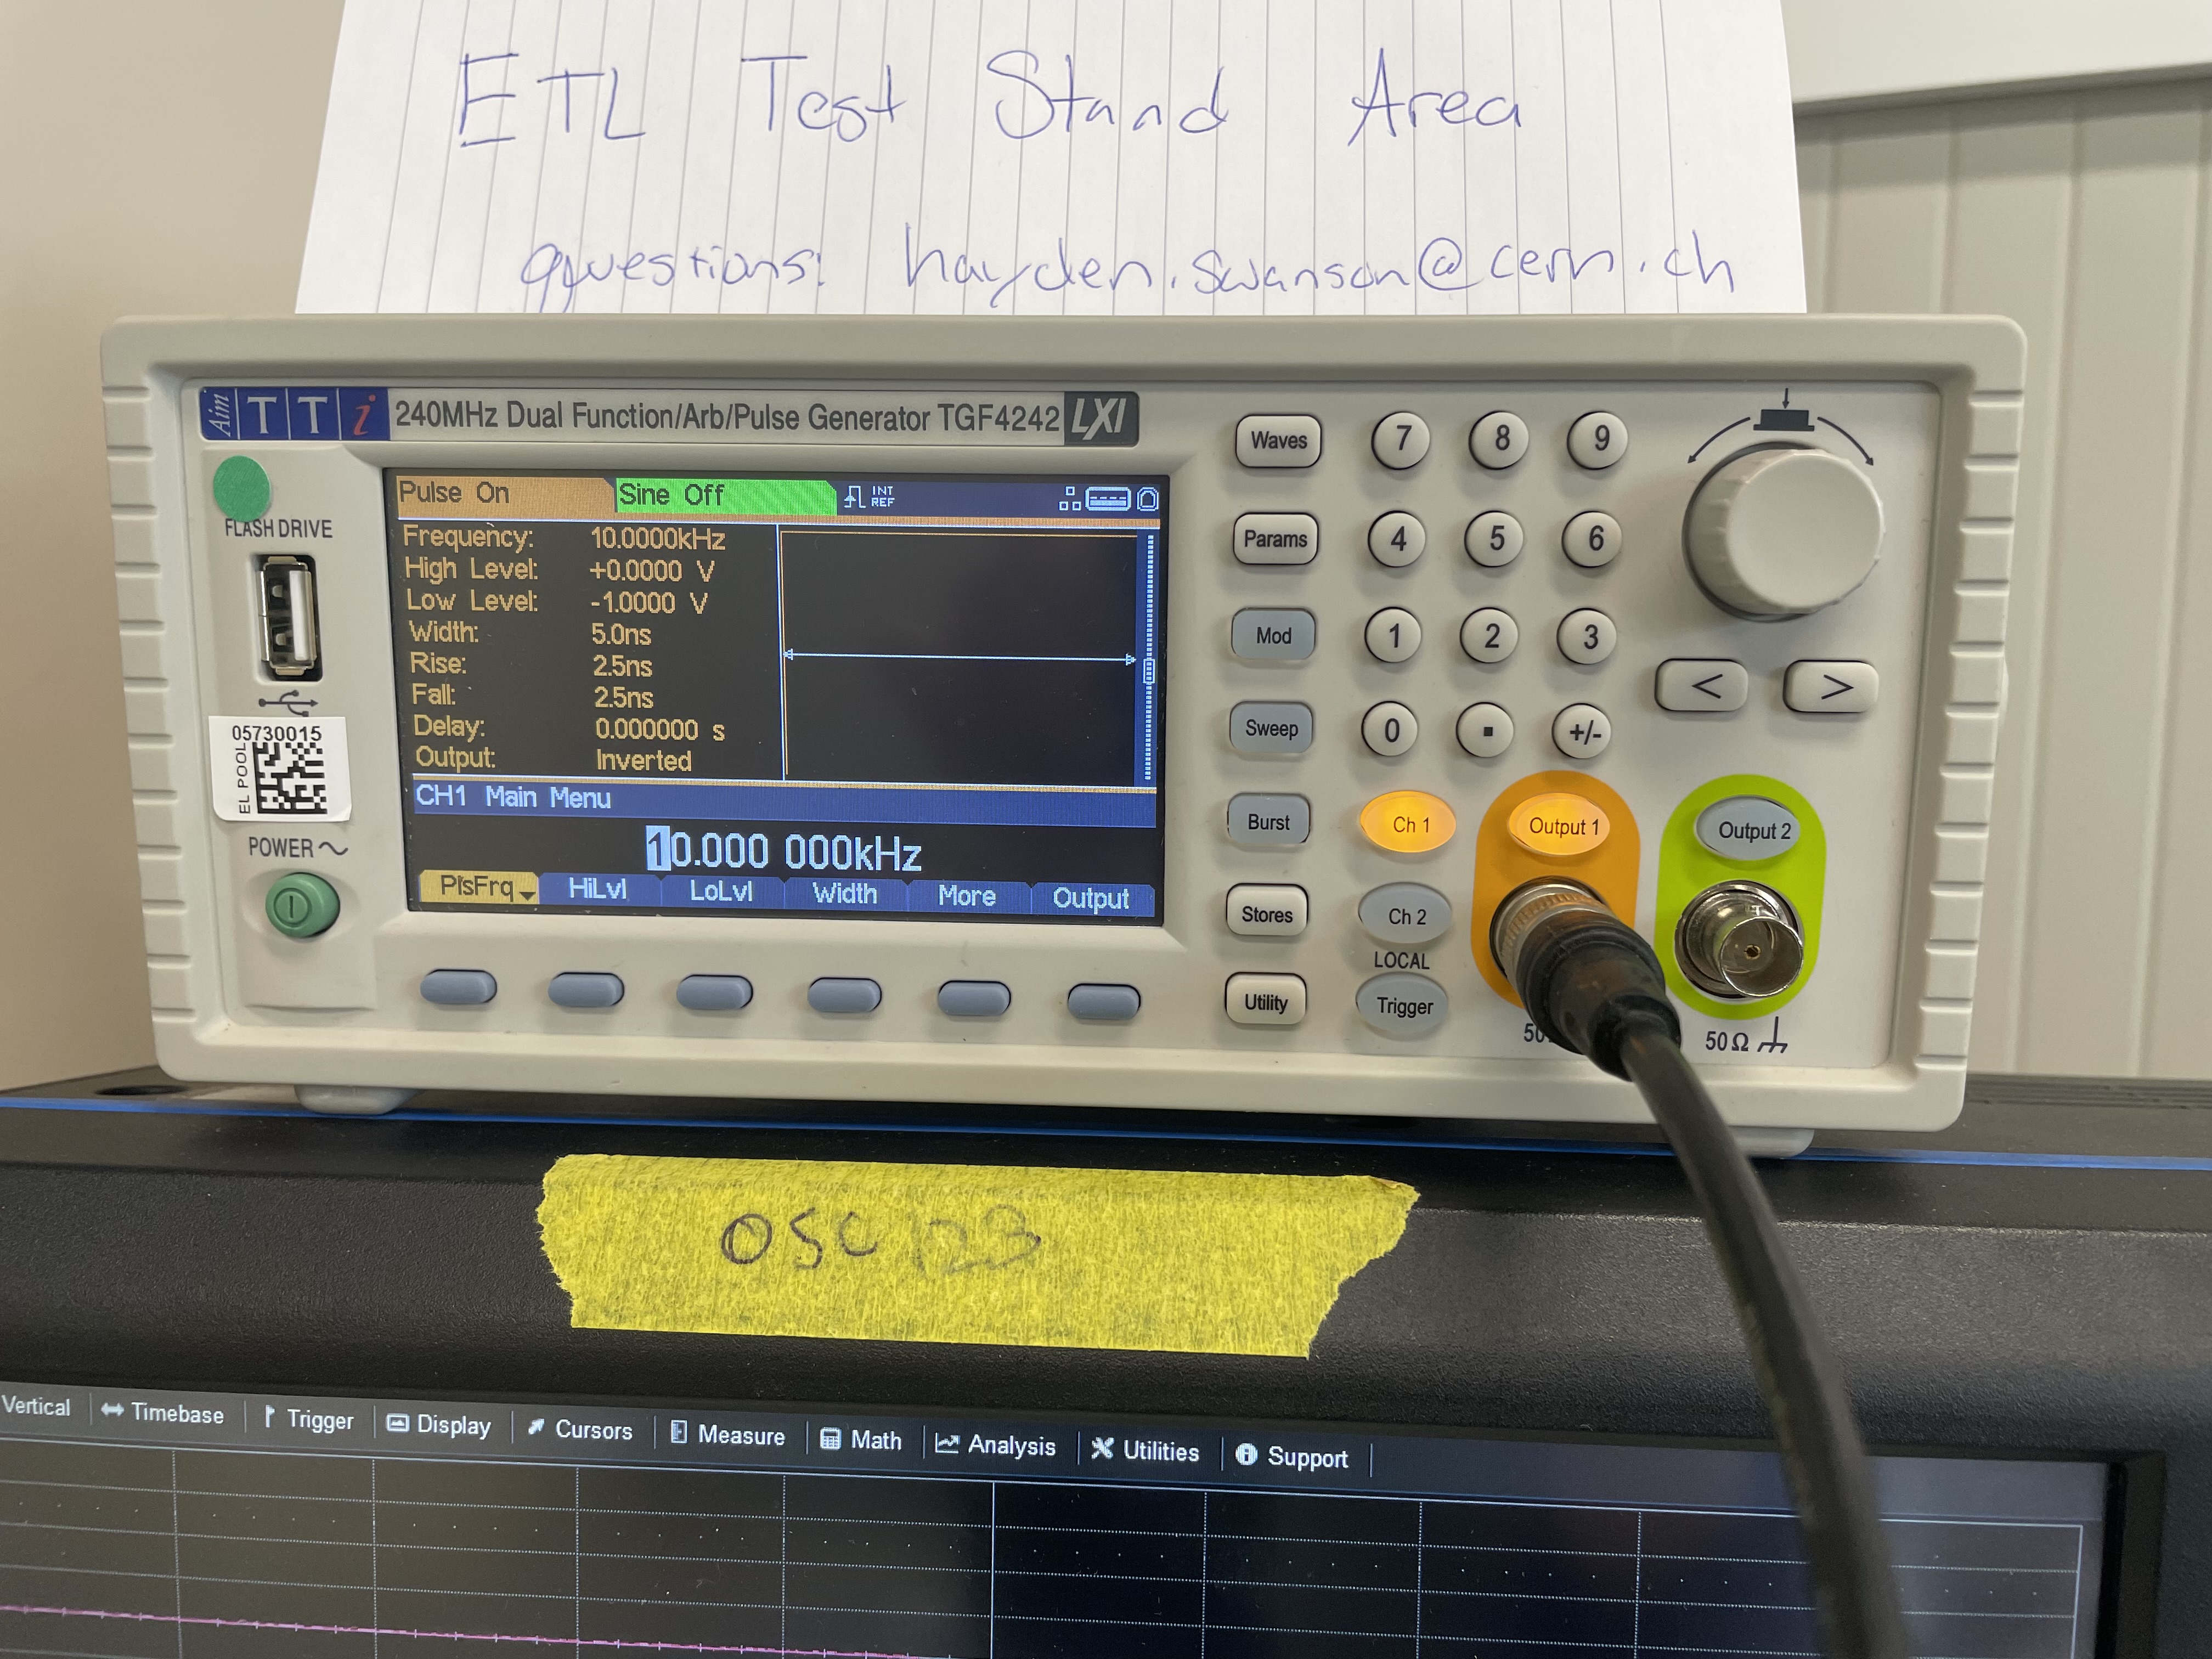 ETL Test Stand Area
questions: hayden.swanson@cern.ch
Aim TTi 240MHz Dual Function/Arb/Pulse Generator TGF4242 LXI
Pulse On Sine Off INT REF
Frequency: 10.0000kHz
High Level: +0.0000 V
Low Level: -1.0000 V
Width: 5.0ns
Rise: 2.5ns
Fall: 2.5ns
Delay: 0.000000 s
Output: Inverted
CH1 Main Menu
10.000 000kHz
PlsFrq HiLvl LoLvl Width More Output
FLASH DRIVE
05730015
EL POOL
POWER
Waves 7 8 9
Params 4 5 6
Mod 1 2 3 < >
Sweep 0 . +/-
Burst Ch 1 Output 1 Output 2
Stores Ch 2
LOCAL
Utility Trigger
50 50Ω
OSC 123
Vertical Timebase Trigger Display Cursors Measure Math Analysis Utilities Support